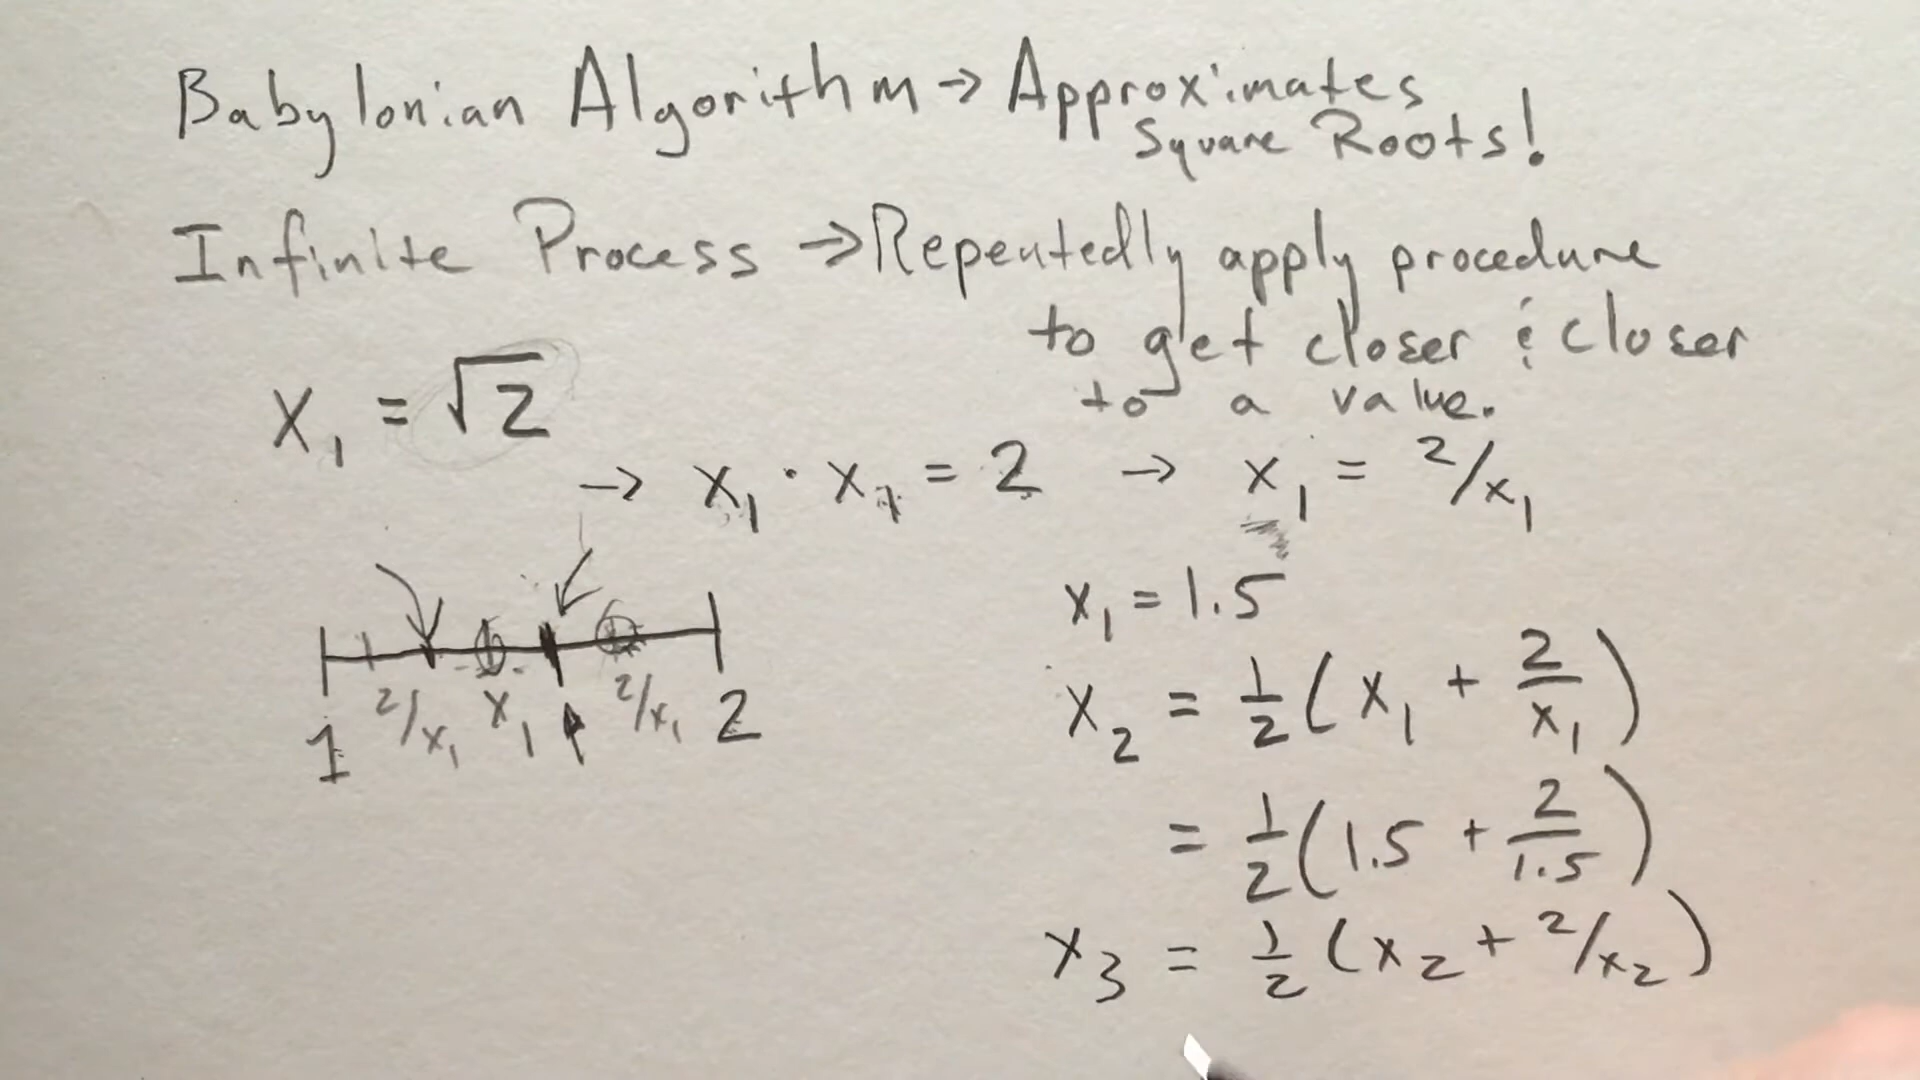 Babylonian Algorithm → Approximates
Square Roots!
Infinite Process → Repeatedly apply procedure
to get closer & closer
to a value.
x₁ = √2
→ x₁ · x₁ = 2 → x₁ = 2/x₁
x₁ = 1.5
1 2/x₁ x₁ 2/x₁ 2
x₂ = 1/2 (x₁ + 2/x₁)
= 1/2 (1.5 + 2/1.5)
x₃ = 1/2 (x₂ + 2/x₂)